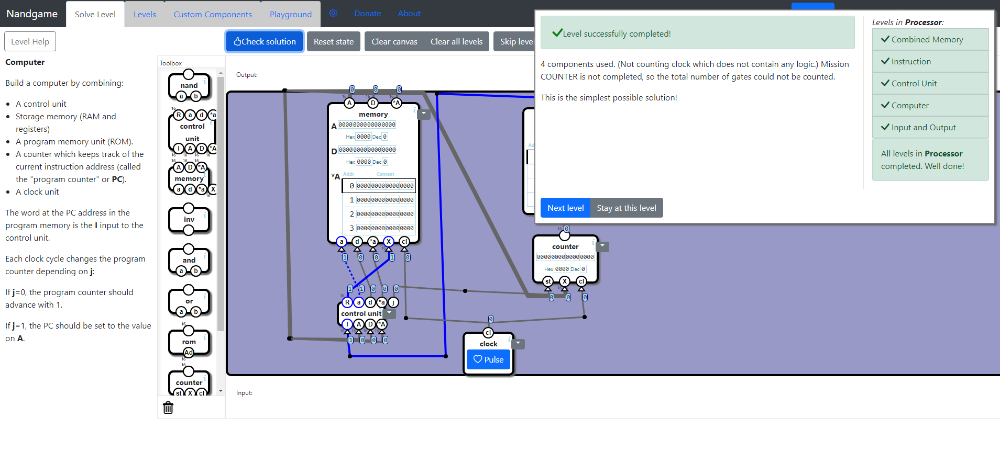 Nandgame
Solve Level
Levels
Custom Components
Playground
Donate
About
Level Help
Check solution
Reset state
Clear canvas
Clear all levels
Skip level
Computer
Build a computer by combining:
A control unit
Storage memory (RAM and
registers)
A program memory unit (ROM).
A counter which keeps track of the
current instruction address (called
the "program counter" or PC).
A clock unit
The word at the PC address in the
program memory is the I input to the
control unit.
Each clock cycle changes the program
counter depending on j:
If j=0, the program counter should
advance with 1.
If j=1, the PC should be set to the value
on A.
Toolbox
nand
a b
16
R a d *a
control
unit
I A D *A
16 16 16 16
16 16 16
A D *A
memory
a d *a X
16
inv
and
a b
or
a b
16
rom
Ad
16
16
counter
st X cl
Output:
0 0 0
16 16 16
A D *A
memory
A 0000000000000000
Hex 0000 Dec 0
D 0000000000000000
Hex 0000 Dec 0
*A Addr Content
0 0000000000000000
1 0000000000000000
2 0000000000000000
3 0000000000000000
a d *a X cl
16
1 0 0 1 0
1 1 0 0 0
16
R a d *a j
control unit
I A D *A
16 16 16 16
1 0 0 0
Ad
16 0
counter
0000000000000000
Hex 0000 Dec 0
st X cl
16
0 0 0
0
cl
clock
Pulse
Input:
Level successfully completed!
4 components used. (Not counting clock which does not contain any logic.) Mission
COUNTER is not completed, so the total number of gates could not be counted.
This is the simplest possible solution!
Next level
Stay at this level
Levels in Processor:
Combined Memory
Instruction
Control Unit
Computer
Input and Output
All levels in Processor
completed. Well done!